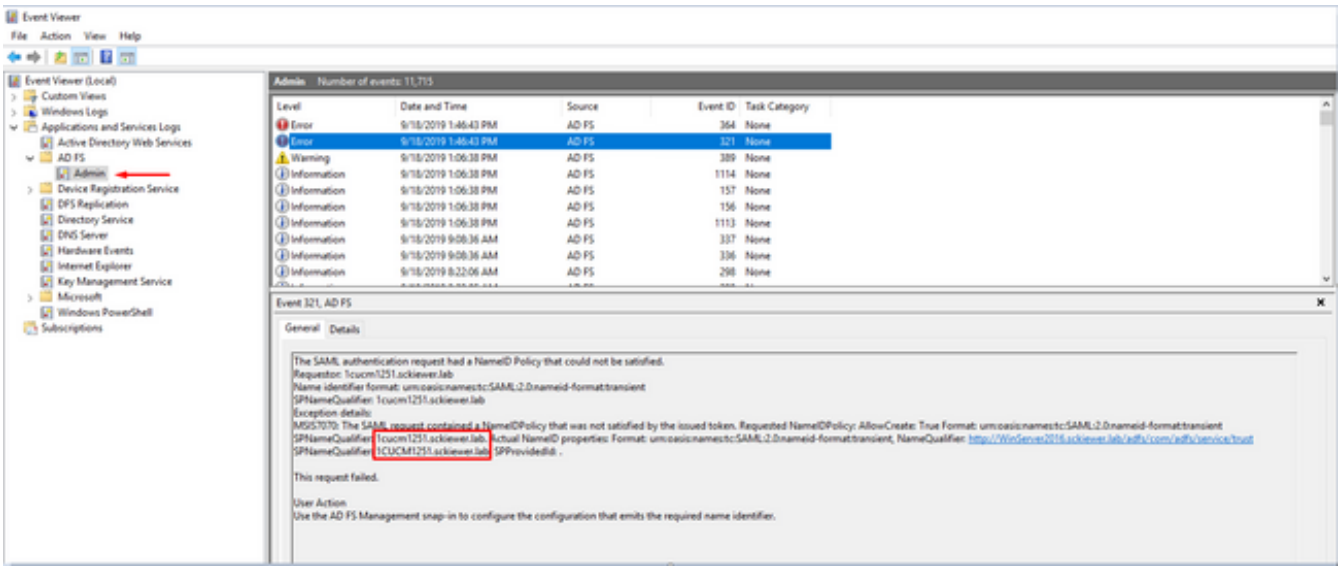 Event Viewer
File Action View Help
Event Viewer (Local)
Custom Views
Windows Logs
Applications and Services Logs
Active Directory Web Services
AD FS
Admin
Device Registration Service
DFS Replication
Directory Service
DNS Server
Hardware Events
Internet Explorer
Key Management Service
Microsoft
Windows PowerShell
Subscriptions
Admin Number of events: 11,715
Level Date and Time Source Event ID Task Category
Error 9/18/2019 1:46:43 PM AD FS 364 None
Error 9/18/2019 1:46:43 PM AD FS 321 None
Warning 9/18/2019 1:06:38 PM AD FS 389 None
Information 9/18/2019 1:06:38 PM AD FS 1114 None
Information 9/18/2019 1:06:38 PM AD FS 157 None
Information 9/18/2019 1:06:38 PM AD FS 156 None
Information 9/18/2019 1:06:38 PM AD FS 1113 None
Information 9/18/2019 9:08:36 AM AD FS 337 None
Information 9/18/2019 9:08:36 AM AD FS 336 None
Information 9/18/2019 8:22:06 AM AD FS 298 None
Event 321, AD FS
General Details
The SAML authentication request had a NameID Policy that could not be satisfied.
Requestor: 1cucm1251.sckiewer.lab
Name identifier format: urn:oasis:names:tc:SAML:2.0:nameid-format:transient
SPNameQualifier: 1cucm1251.sckiewer.lab
Exception details:
MSIS7070: The SAML request contained a NameIDPolicy that was not satisfied by the issued token. Requested NameIDPolicy: AllowCreate: True Format: urn:oasis:names:tc:SAML:2.0:nameid-format:transient
SPNameQualifier: 1cucm1251.sckiewer.lab. Actual NameID properties: Format: urn:oasis:names:tc:SAML:2.0:nameid-format:transient, NameQualifier: http://WinServer2016.sckiewer.lab/adfs/com/adfs/service/trust
SPNameQualifier: 1CUCM1251.sckiewer.lab, SPProvidedId: .
This request failed.
User Action
Use the AD FS Management snap-in to configure the configuration that emits the required name identifier.